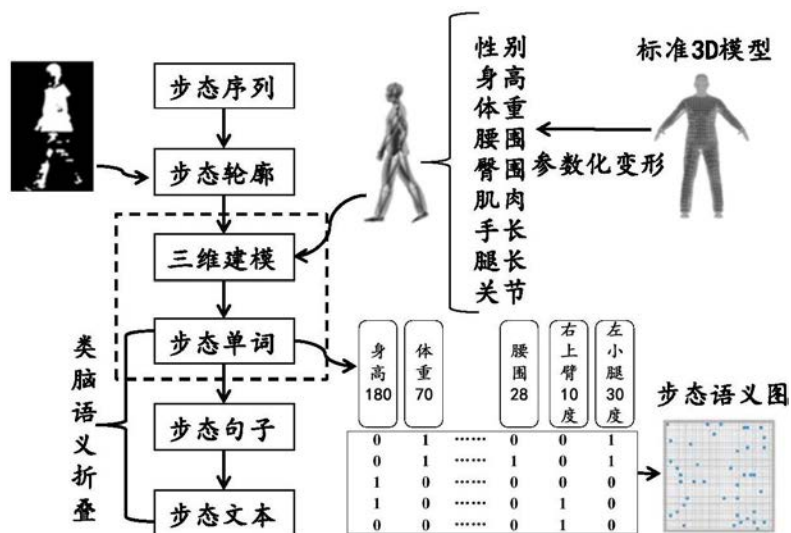 步态序列
步态轮廓
三维建模
步态单词
步态句子
步态文本
类脑语义折叠
性别
身高
体重
腰围
臀围
肌肉
手长
腿长
关节
标准3D模型
参数化变形
身高180
体重70
腰围28
右上臂10度
左小腿30度
0 1 …… 0 0 1
0 1 …… 1 0 1
1 0 …… 0 0 0
1 0 …… 0 1 0
0 0 …… 0 1 0
步态语义图